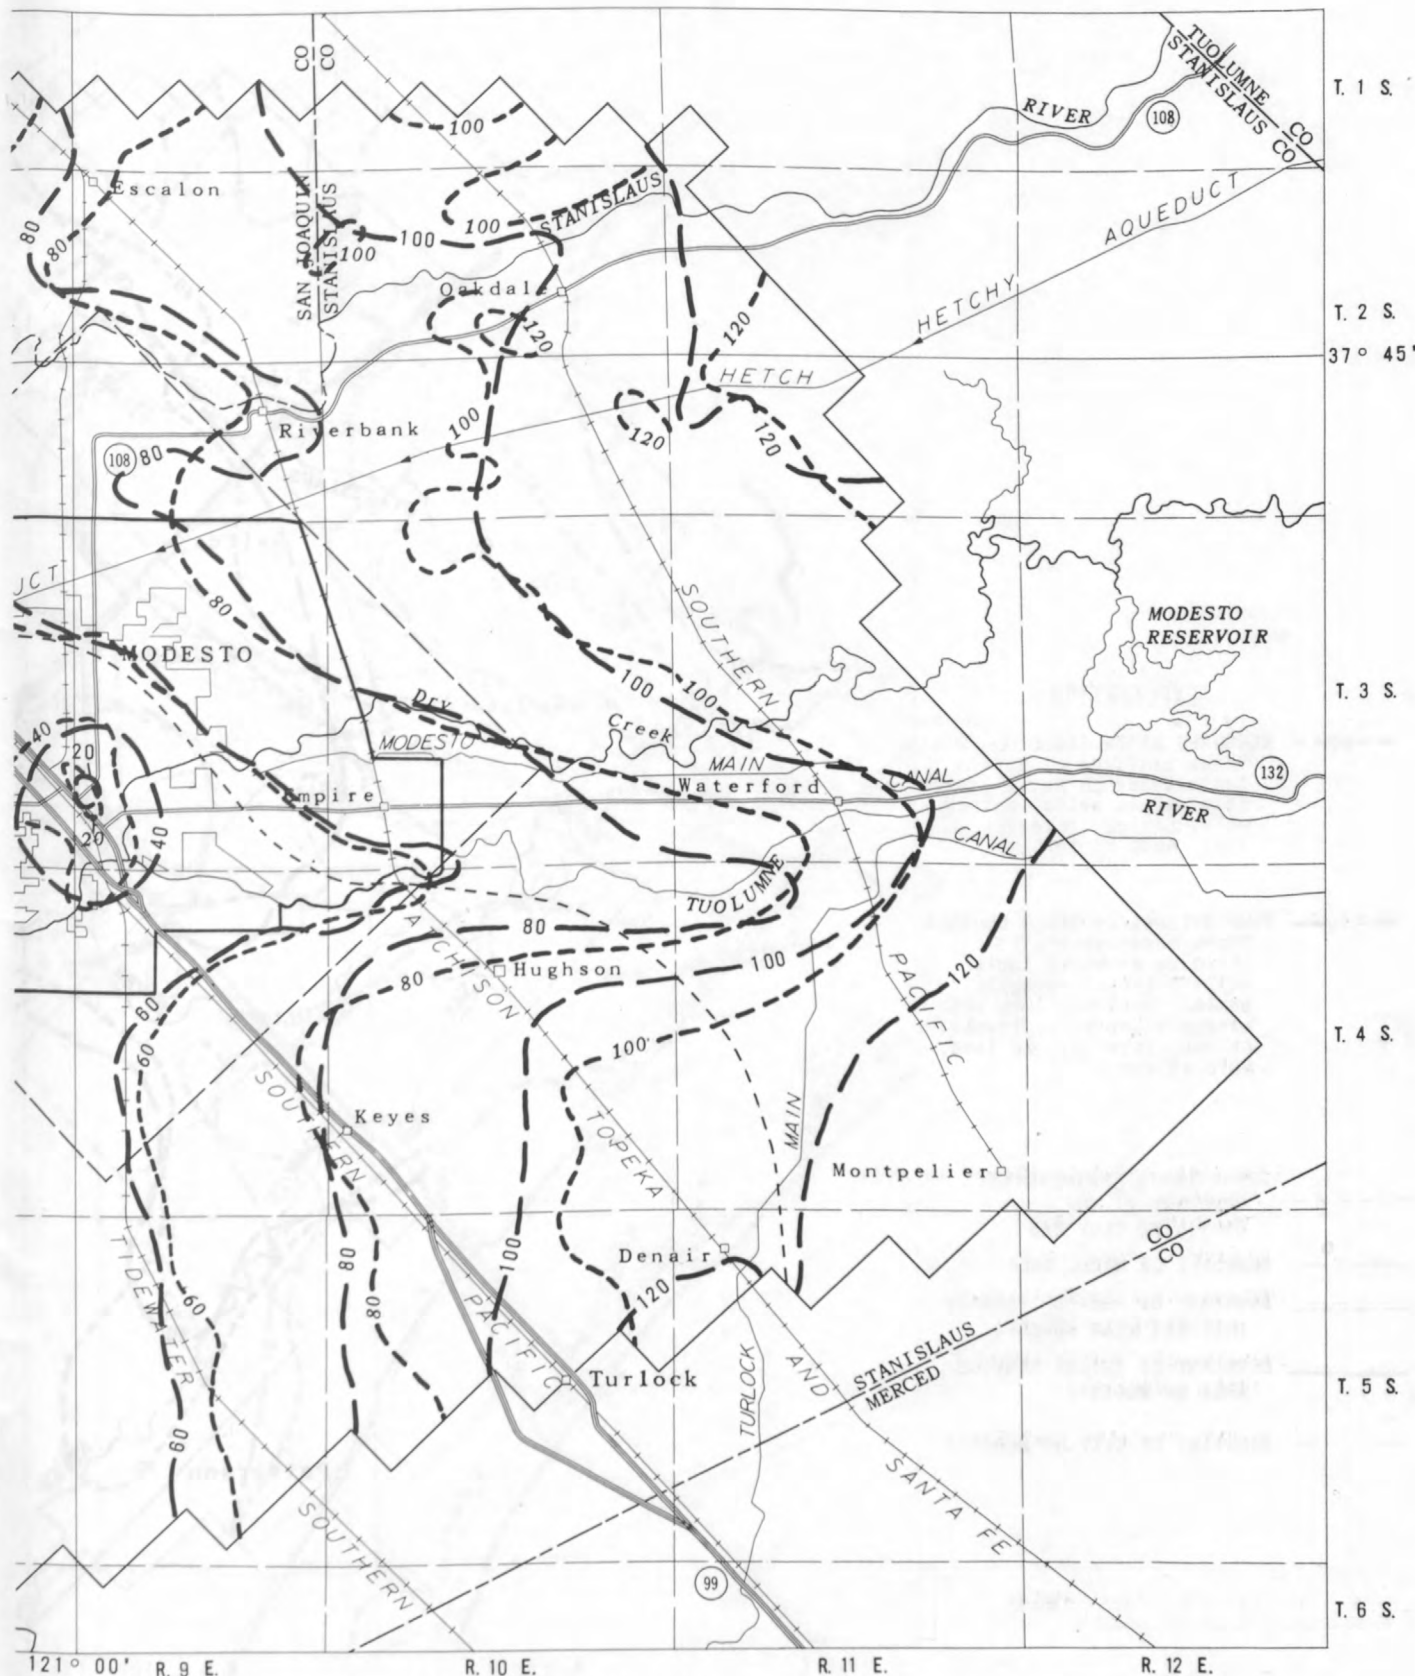 T. 1 S.
CO
CO
TUOLUMNE
STANISLAUS
CO
CO
RIVER
108
100
Escalon
SAN JOAQUIN
STANISLAUS
STANISLAUS
100
100
100
80
80
AQUEDUCT
HETCHY
Oakdale
120
120
T. 2 S.
37° 45'
HETCH
100
120
120
Riverbank
108
80
UCT
80
SOUTHERN
MODESTO
RESERVOIR
MODESTO
T. 3 S.
100
100
Dry
Creek
MODESTO
MAIN
CANAL
40
20
Waterford
132
RIVER
Empire
20
40
CANAL
TUOLUMNE
80
ATCHISON
Hughson
80
100
120
PACIFIC
60
60
100
T. 4 S.
SOUTHERN
Keyes
TOPEKA
MAIN
Montpelier
TIDEWATER
80
80
100
Denair
CO
CO
60
120
PACIFIC
STANISLAUS
MERCED
Turlock
TURLOCK
AND
T. 5 S.
60
SANTA FE
SOUTHERN
99
T. 6 S.
121° 00'
R. 9 E.
R. 10 E.
R. 11 E.
R. 12 E.